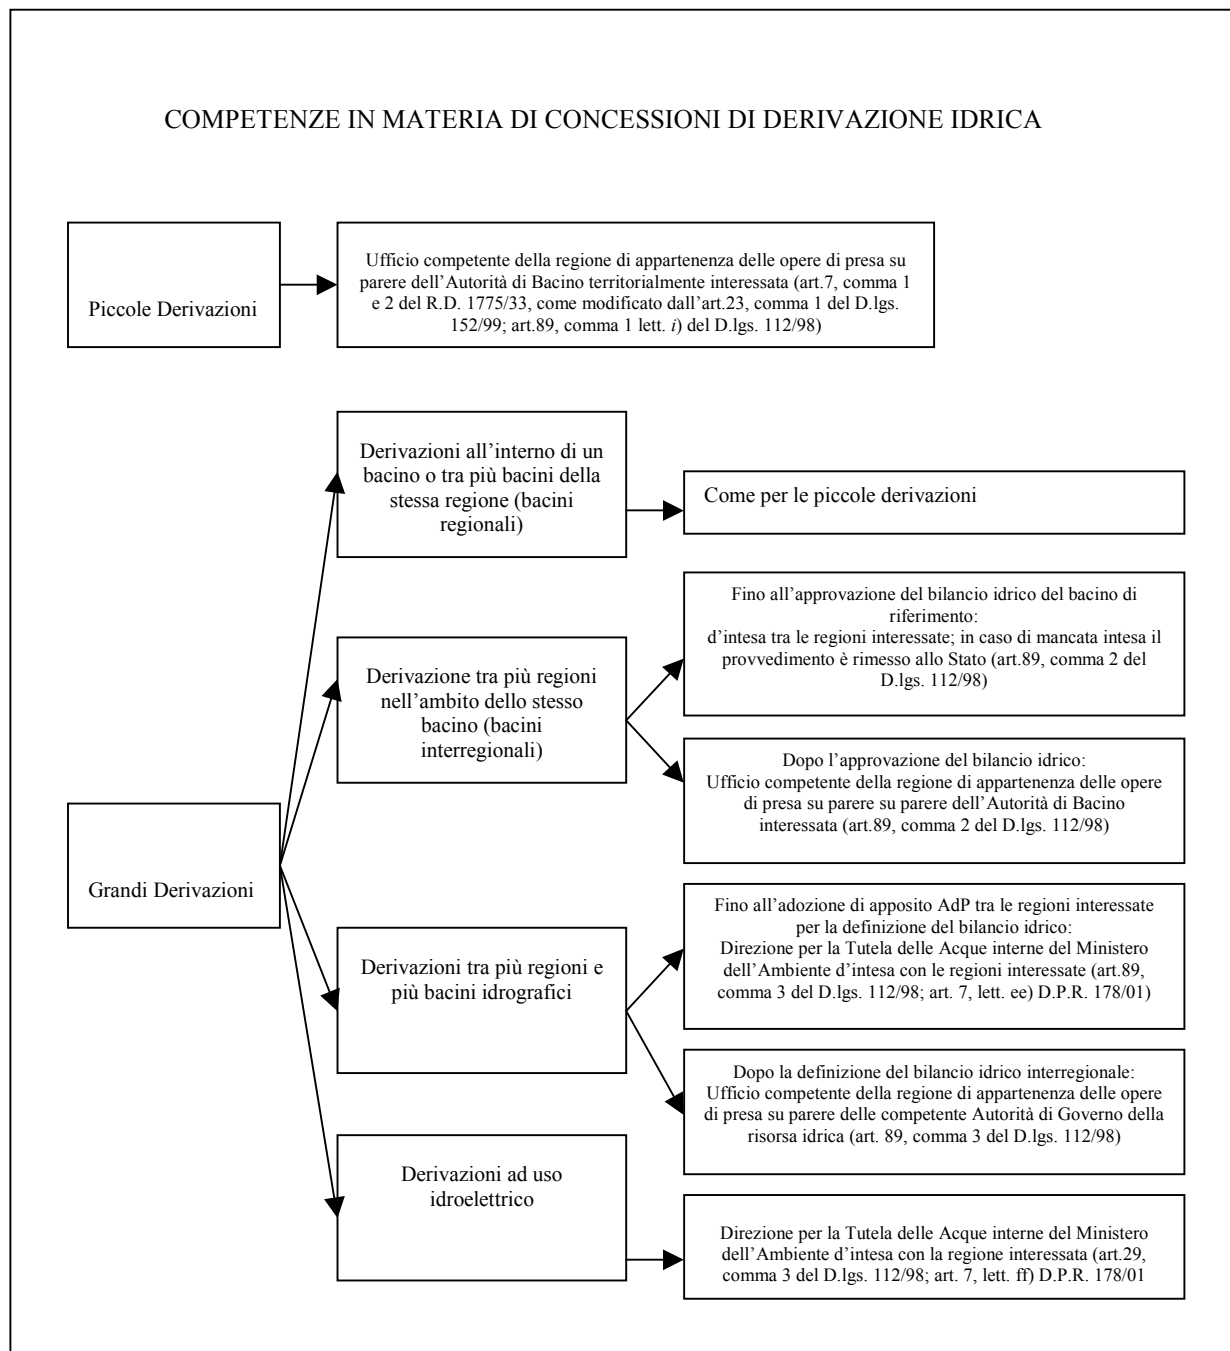 COMPETENZE IN MATERIA DI CONCESSIONI DI DERIVAZIONE IDRICA
Piccole Derivazioni
Ufficio competente della regione di appartenenza delle opere di presa su
parere dell'Autorità di Bacino territorialmente interessata (art.7, comma 1
e 2 del R.D. 1775/33, come modificato dall'art.23, comma 1 del D.lgs.
152/99; art.89, comma 1 lett. i) del D.lgs. 112/98)
Grandi Derivazioni
Derivazioni all'interno di un
bacino o tra più bacini della
stessa regione (bacini
regionali)
Come per le piccole derivazioni
Derivazione tra più regioni
nell'ambito dello stesso
bacino (bacini
interregionali)
Fino all'approvazione del bilancio idrico del bacino di
riferimento:
d'intesa tra le regioni interessate; in caso di mancata intesa il
provvedimento è rimesso allo Stato (art.89, comma 2 del
D.lgs. 112/98)
Dopo l'approvazione del bilancio idrico:
Ufficio competente della regione di appartenenza delle opere
di presa su parere su parere dell'Autorità di Bacino
interessata (art.89, comma 2 del D.lgs. 112/98)
Derivazioni tra più regioni e
più bacini idrografici
Fino all'adozione di apposito AdP tra le regioni interessate
per la definizione del bilancio idrico:
Direzione per la Tutela delle Acque interne del Ministero
dell'Ambiente d'intesa con le regioni interessate (art.89,
comma 3 del D.lgs. 112/98; art. 7, lett. ee) D.P.R. 178/01)
Dopo la definizione del bilancio idrico interregionale:
Ufficio competente della regione di appartenenza delle opere
di presa su parere delle competente Autorità di Governo della
risorsa idrica (art. 89, comma 3 del D.lgs. 112/98)
Derivazioni ad uso
idroelettrico
Direzione per la Tutela delle Acque interne del Ministero
dell'Ambiente d'intesa con la regione interessata (art.29,
comma 3 del D.lgs. 112/98; art. 7, lett. ff) D.P.R. 178/01